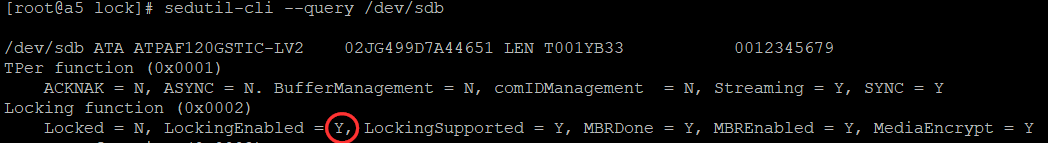 [root@a5 lock]# sedutil-cli --query /dev/sdb
/dev/sdb ATA ATPAF120GSTIC-LV2 02JG499D7A44651 LEN T001YB33 0012345679
TPer function (0x0001)
ACKNAK = N, ASYNC = N. BufferManagement = N, comIDManagement = N, Streaming = Y, SYNC = Y
Locking function (0x0002)
Locked = N, LockingEnabled = Y, LockingSupported = Y, MBRDone = Y, MBREnabled = Y, MediaEncrypt = Y